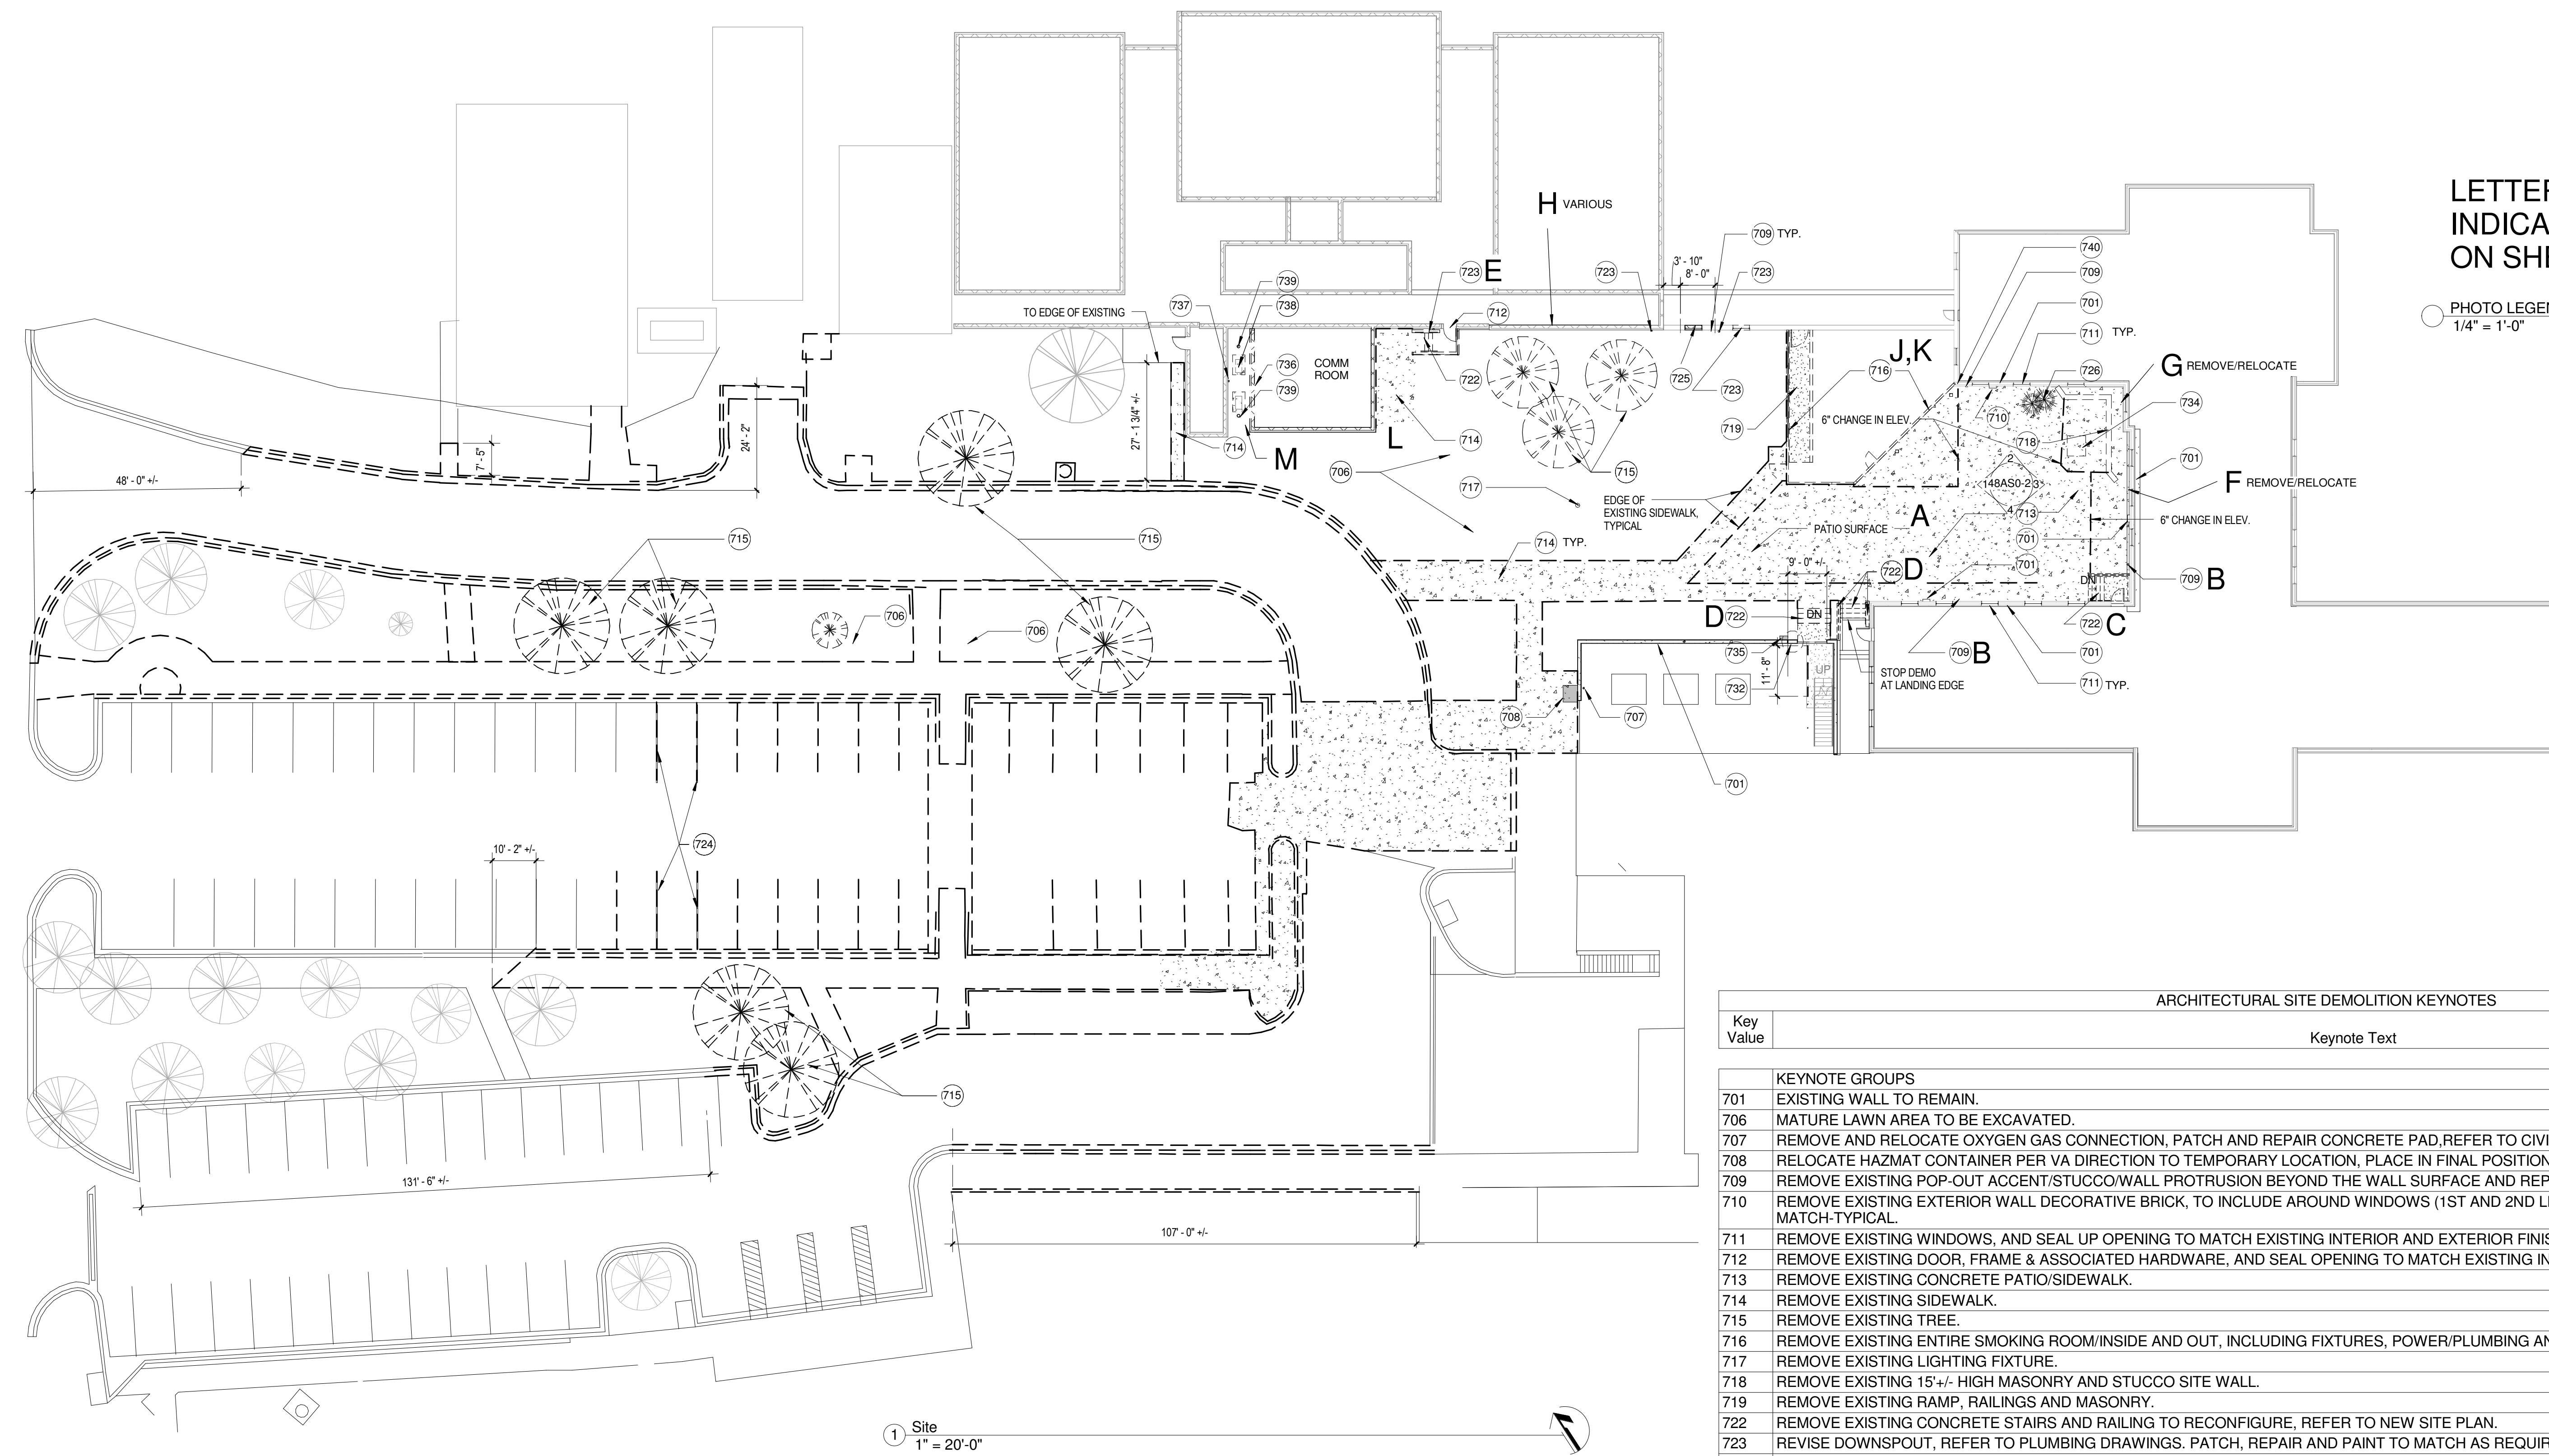 LETTER
INDICA
ON SHE
PHOTO LEGEN
1/4" = 1'-0"
H VARIOUS
709 TYP.
3' - 10"
8' - 0"
723 E
723
723
740
709
701
711 TYP.
726
G REMOVE/RELOCATE
734
739
738
737
TO EDGE OF EXISTING
712
736
739
COMM
ROOM
722
725
723
J,K
716
6" CHANGE IN ELEV.
710
718
719
714
L
714
M
27' - 1 3/4" +/-
24' - 2"
7' - 5"
48' - 0" +/-
706
715
717
EDGE OF
EXISTING SIDEWALK,
TYPICAL
2
148AS0-2
3
4
713
701
F REMOVE/RELOCATE
6" CHANGE IN ELEV.
701
A
PATIO SURFACE
714 TYP.
715
715
9' - 0" +/-
722 D
701
DN
709 B
706
706
D 722
DN
722 C
735
709 B
701
11' - 8"
UP
STOP DEMO
AT LANDING EDGE
732
711 TYP.
708
707
701
724
10' - 2" +/-
715
131' - 6" +/-
107' - 0" +/-
1 Site
1" = 20'-0"
ARCHITECTURAL SITE DEMOLITION KEYNOTES
Key
Value
Keynote Text
KEYNOTE GROUPS
701 EXISTING WALL TO REMAIN.
706 MATURE LAWN AREA TO BE EXCAVATED.
707 REMOVE AND RELOCATE OXYGEN GAS CONNECTION, PATCH AND REPAIR CONCRETE PAD,REFER TO CIVI
708 RELOCATE HAZMAT CONTAINER PER VA DIRECTION TO TEMPORARY LOCATION, PLACE IN FINAL POSITION
709 REMOVE EXISTING POP-OUT ACCENT/STUCCO/WALL PROTRUSION BEYOND THE WALL SURFACE AND REP
710 REMOVE EXISTING EXTERIOR WALL DECORATIVE BRICK, TO INCLUDE AROUND WINDOWS (1ST AND 2ND L
MATCH-TYPICAL.
711 REMOVE EXISTING WINDOWS, AND SEAL UP OPENING TO MATCH EXISTING INTERIOR AND EXTERIOR FINIS
712 REMOVE EXISTING DOOR, FRAME & ASSOCIATED HARDWARE, AND SEAL OPENING TO MATCH EXISTING IN
713 REMOVE EXISTING CONCRETE PATIO/SIDEWALK.
714 REMOVE EXISTING SIDEWALK.
715 REMOVE EXISTING TREE.
716 REMOVE EXISTING ENTIRE SMOKING ROOM/INSIDE AND OUT, INCLUDING FIXTURES, POWER/PLUMBING AN
717 REMOVE EXISTING LIGHTING FIXTURE.
718 REMOVE EXISTING 15'+/- HIGH MASONRY AND STUCCO SITE WALL.
719 REMOVE EXISTING RAMP, RAILINGS AND MASONRY.
722 REMOVE EXISTING CONCRETE STAIRS AND RAILING TO RECONFIGURE, REFER TO NEW SITE PLAN.
723 REVISE DOWNSPOUT, REFER TO PLUMBING DRAWINGS. PATCH, REPAIR AND PAINT TO MATCH AS REQUIR